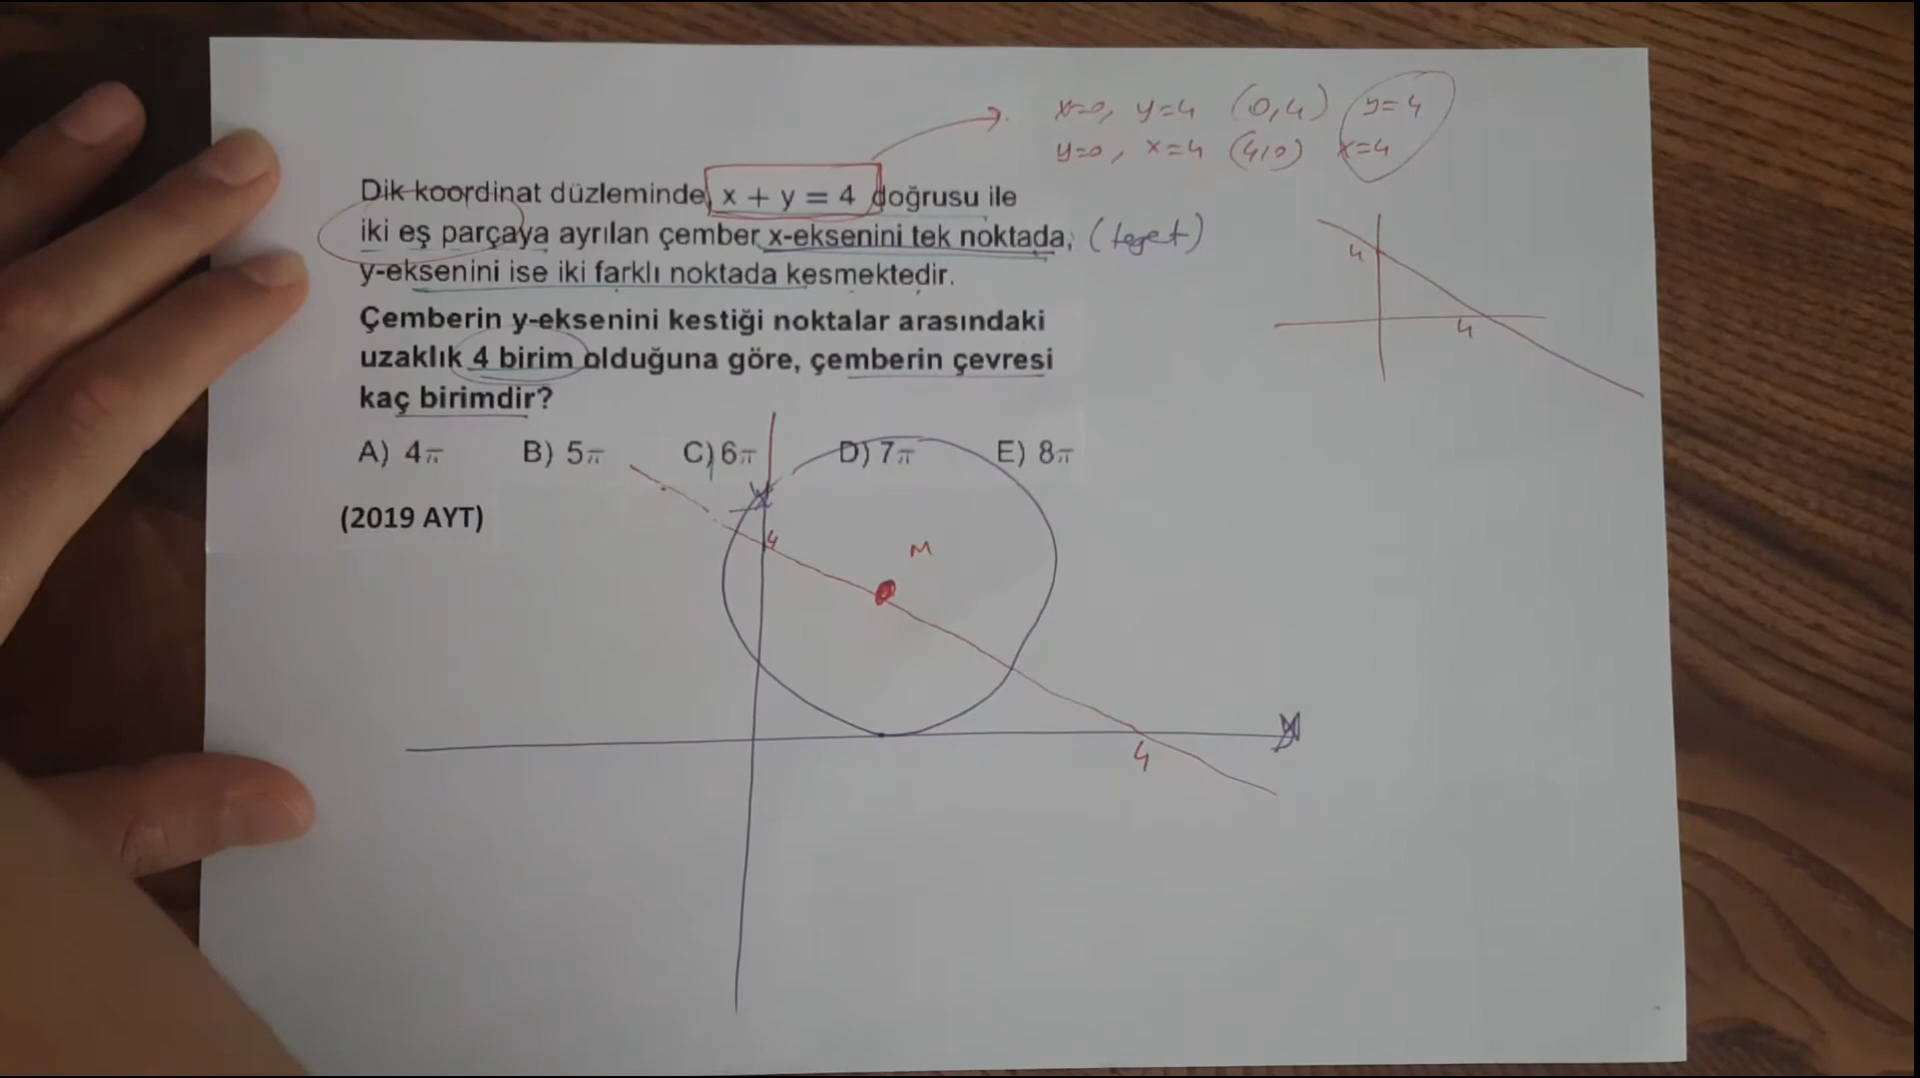 x=0, y=4 (0,4) y=4
y=0, x=4 (4,0) x=4
Dik koordinat düzleminde x + y = 4 doğrusu ile
iki eş parçaya ayrılan çember x-eksenini tek noktada, (teğet)
y-eksenini ise iki farklı noktada kesmektedir.
Çemberin y-eksenini kestiği noktalar arasındaki
uzaklık 4 birim olduğuna göre, çemberin çevresi
kaç birimdir?
A) 4π B) 5π C) 6π D) 7π E) 8π
(2019 AYT)
4
4
4
M
4